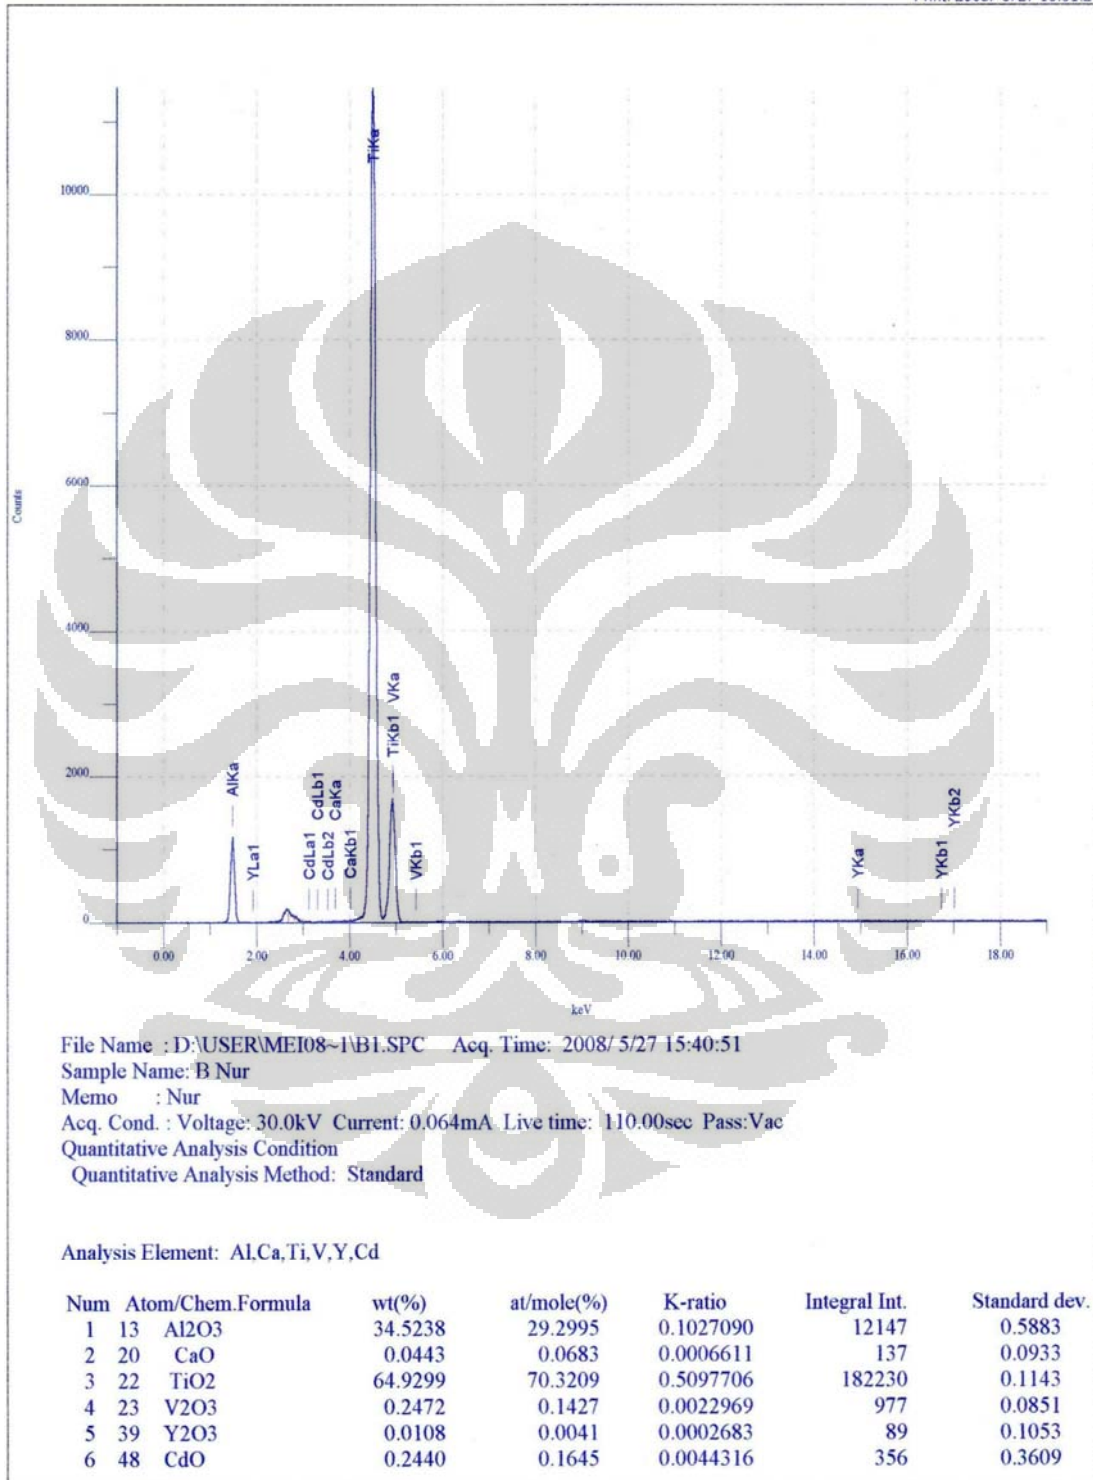 10000
8000
6000
4000
2000
0
Counts
TiKa
AlKa
YLa1
CdLa1
CdLb1
CdLb2
CaKa
CaKb1
TiKb1 VKa
VKb1
YKa
YKb1
YKb2
0.00 2.00 4.00 6.00 8.00 10.00 12.00 14.00 16.00 18.00
keV
File Name : D:\USER\MEI08~1\B1.SPC Acq. Time: 2008/ 5/27 15:40:51
Sample Name: B Nur
Memo : Nur
Acq. Cond. : Voltage: 30.0kV Current: 0.064mA Live time: 110.00sec Pass:Vac
Quantitative Analysis Condition
Quantitative Analysis Method: Standard
Analysis Element: Al,Ca,Ti,V,Y,Cd
Num Atom/Chem.Formula wt(%) at/mole(%) K-ratio Integral Int. Standard dev.
1 13 Al2O3 34.5238 29.2995 0.1027090 12147 0.5883
2 20 CaO 0.0443 0.0683 0.0006611 137 0.0933
3 22 TiO2 64.9299 70.3209 0.5097706 182230 0.1143
4 23 V2O3 0.2472 0.1427 0.0022969 977 0.0851
5 39 Y2O3 0.0108 0.0041 0.0002683 89 0.1053
6 48 CdO 0.2440 0.1645 0.0044316 356 0.3609